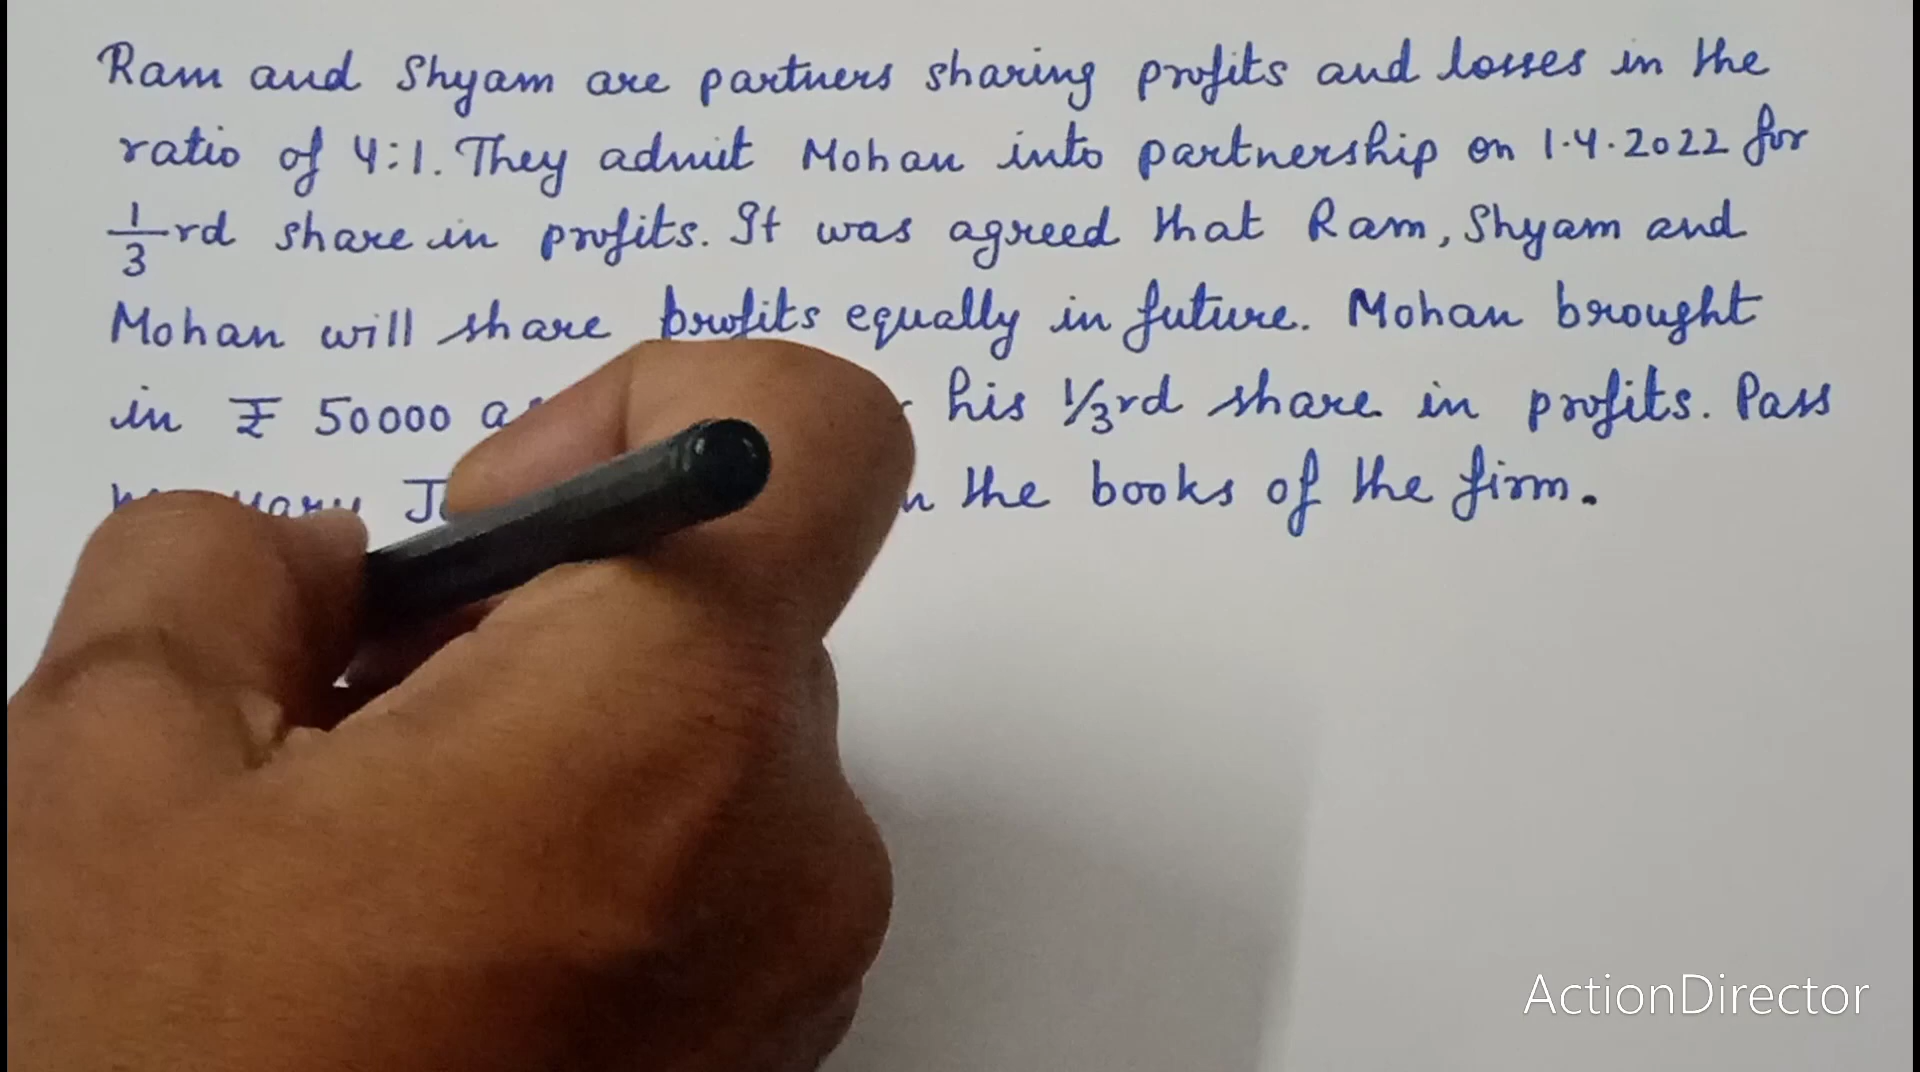 Ram and Shyam are partners sharing profits and losses in the
ratio of 4:1. They admit Mohan into partnership on 1.4.2022 for
1/3 rd share in profits. It was agreed that Ram, Shyam and
Mohan will share profits equally in future. Mohan brought
in ₹ 50000 his 1/3rd share in profits. Pass
the books of the firm.
ActionDirector